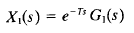 X₁(s) = e⁻ᵀˢ G₁(s)